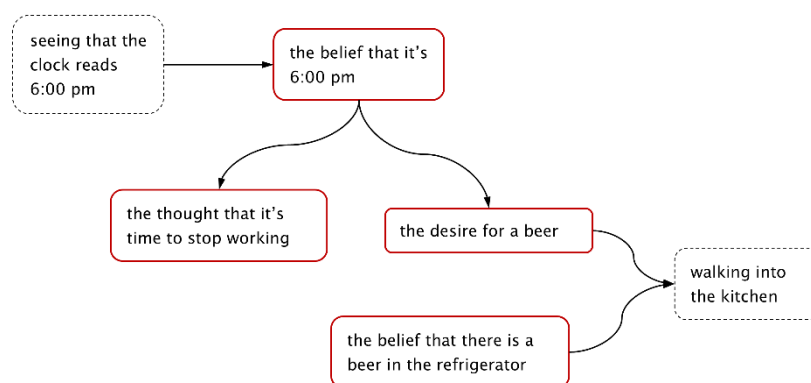 seeing that the
clock reads
6:00 pm
the belief that it's
6:00 pm
the thought that it's
time to stop working
the desire for a beer
walking into
the kitchen
the belief that there is a
beer in the refrigerator